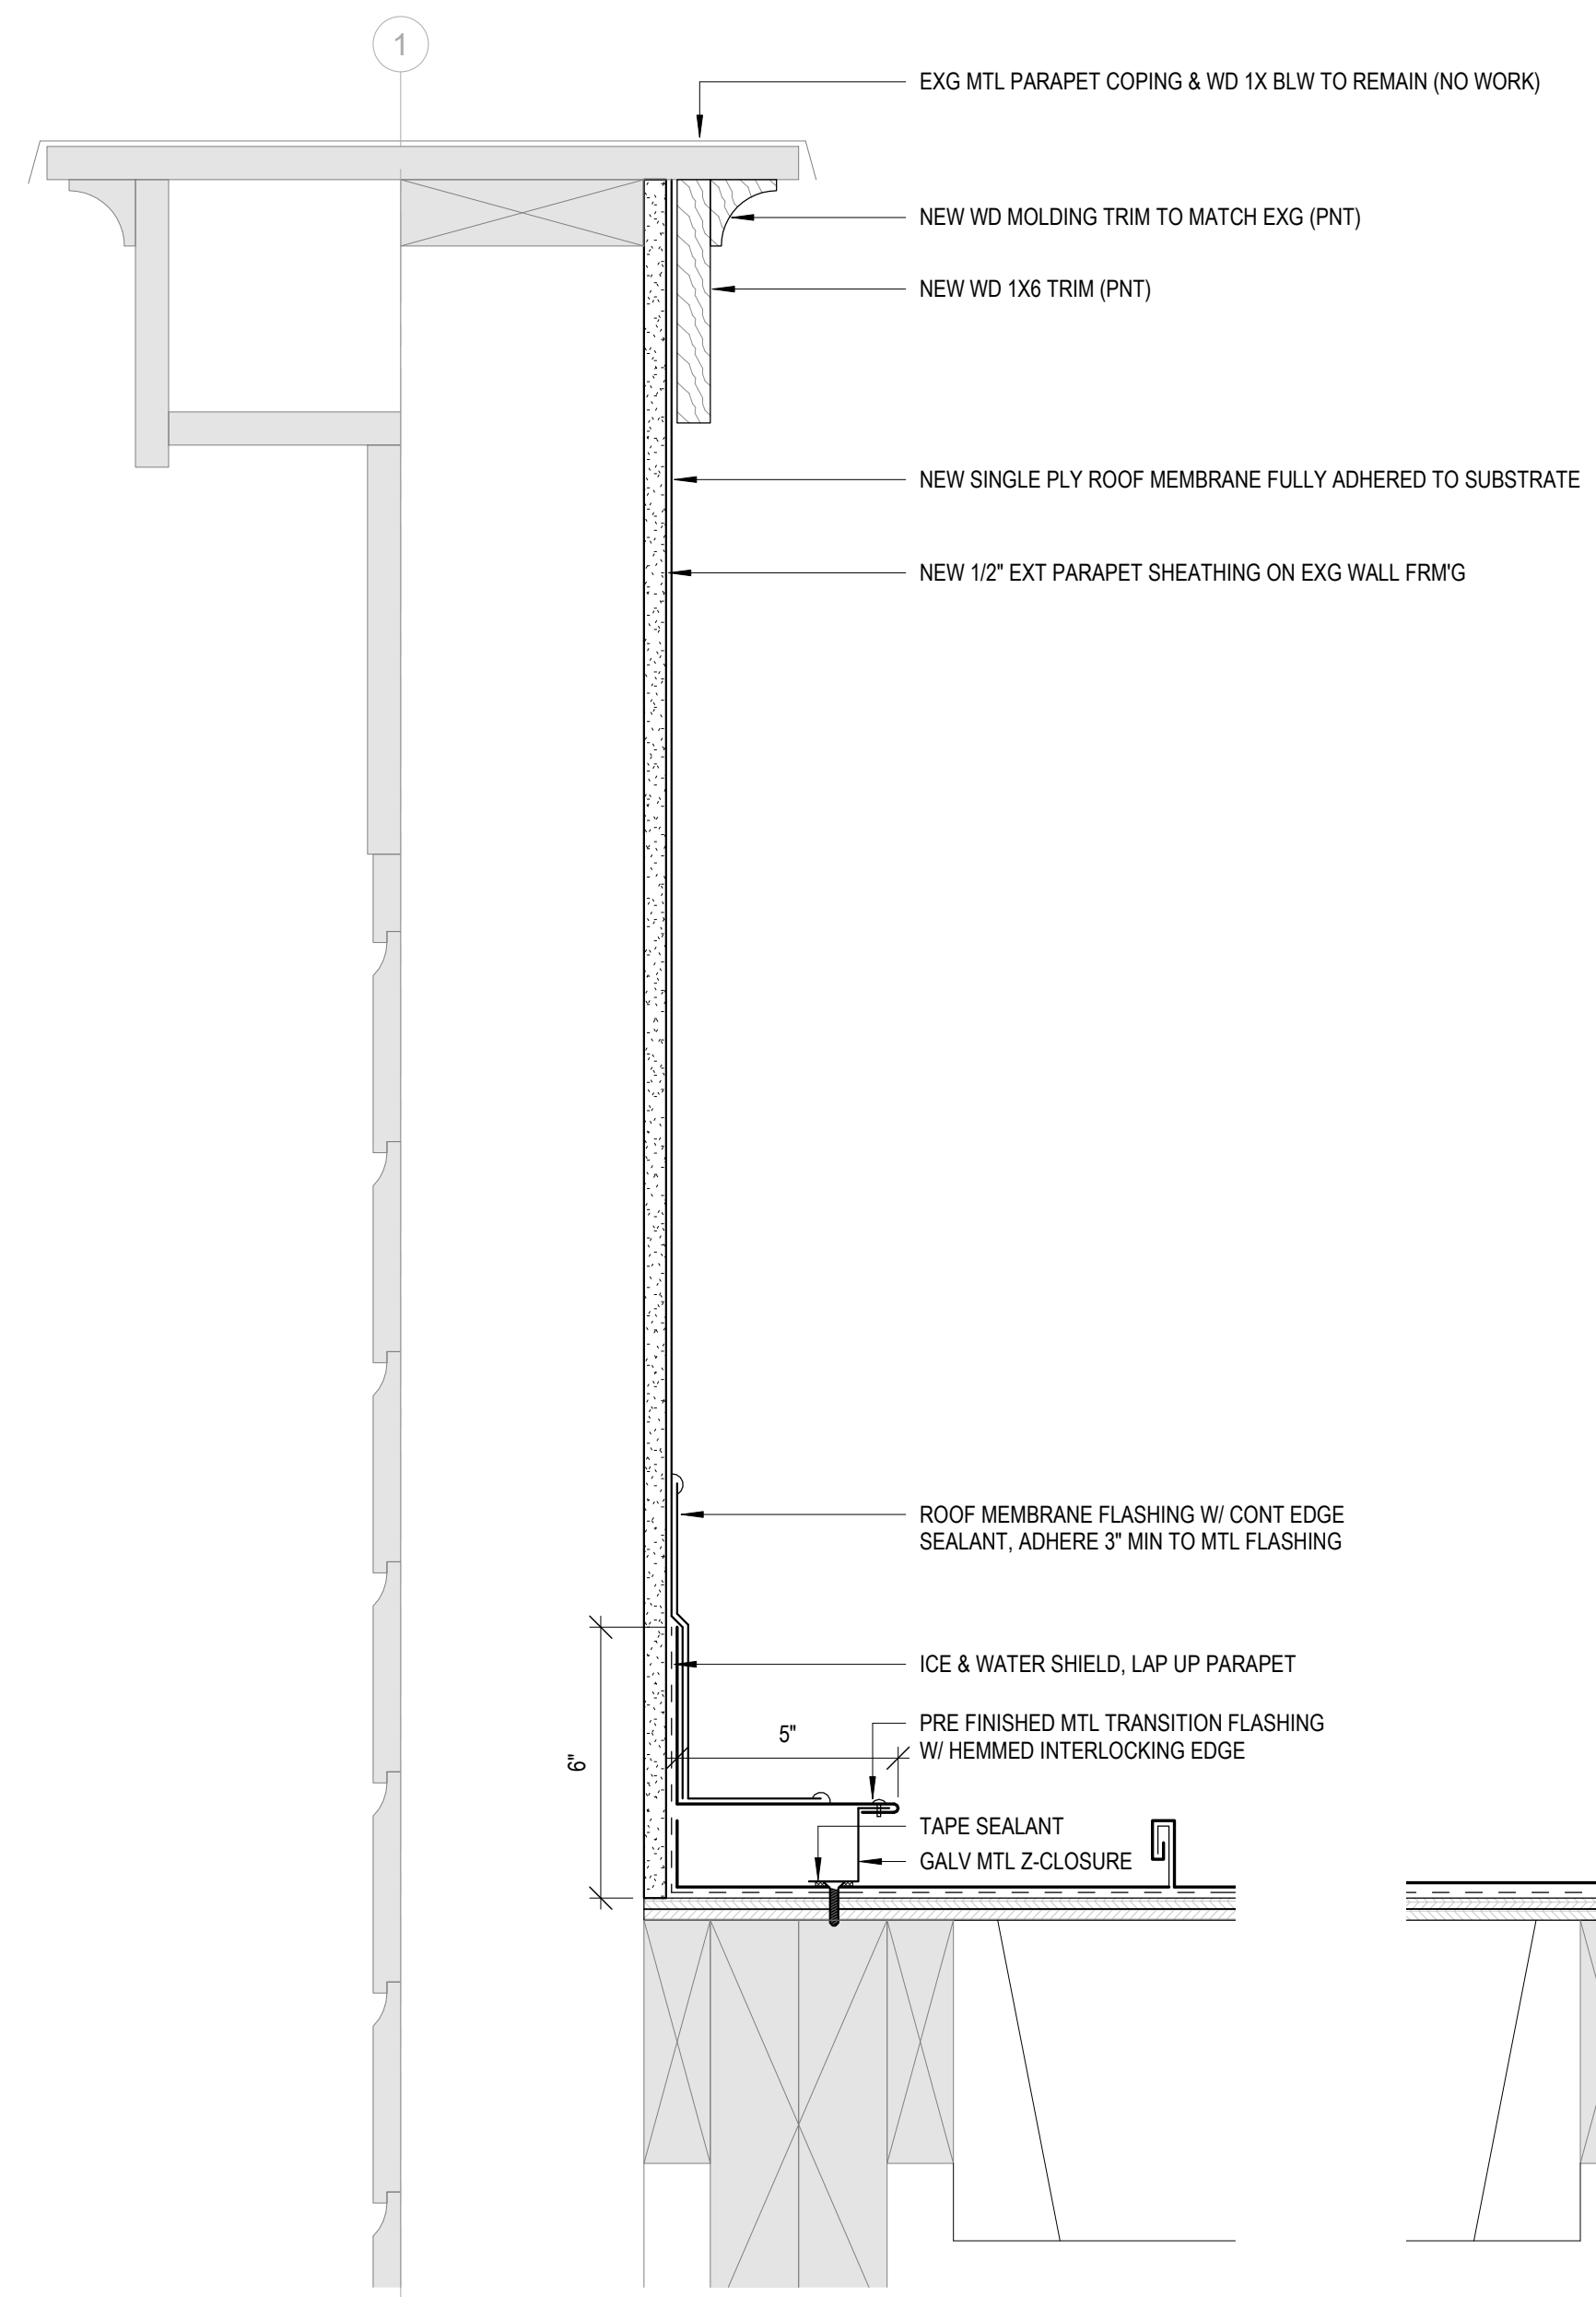 1
EXG MTL PARAPET COPING & WD 1X BLW TO REMAIN (NO WORK)
NEW WD MOLDING TRIM TO MATCH EXG (PNT)
NEW WD 1X6 TRIM (PNT)
NEW SINGLE PLY ROOF MEMBRANE FULLY ADHERED TO SUBSTRATE
NEW 1/2" EXT PARAPET SHEATHING ON EXG WALL FRM'G
ROOF MEMBRANE FLASHING W/ CONT EDGE
SEALANT, ADHERE 3" MIN TO MTL FLASHING
ICE & WATER SHIELD, LAP UP PARAPET
PRE FINISHED MTL TRANSITION FLASHING
W/ HEMMED INTERLOCKING EDGE
5"
6"
TAPE SEALANT
GALV MTL Z-CLOSURE